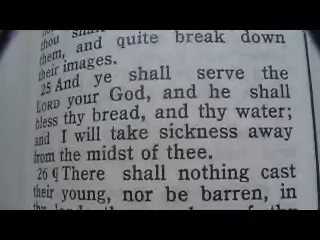 thou shall
them, and quite break down
their images.
25 And ye shall serve the
LORD your God, and he shall
bless thy bread, and thy water;
and I will take sickness away
from the midst of thee.
26 ¶ There shall nothing cast
their young, nor be barren, in